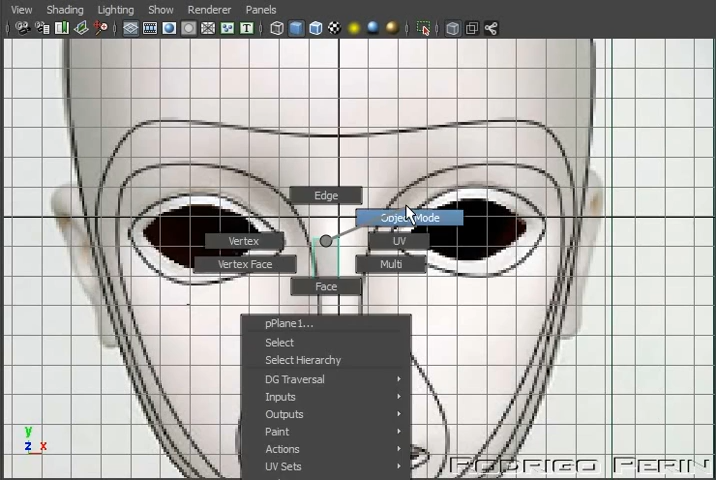 View Shading Lighting Show Renderer Panels
Edge
Object Mode
Vertex
UV
Vertex Face
Multi
Face
pPlane1...
Select
Select Hierarchy
DG Traversal
Inputs
Outputs
Paint
Actions
UV Sets
y
z x
RODRIGO FERIN